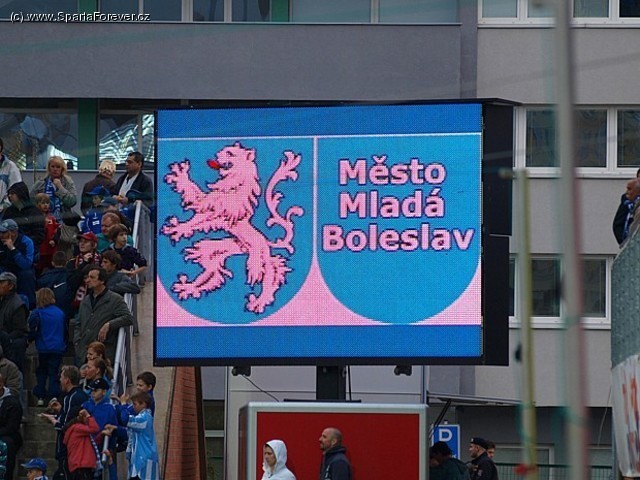 (c) www.SpartaForever.cz
Město
Mladá
Boleslav
P